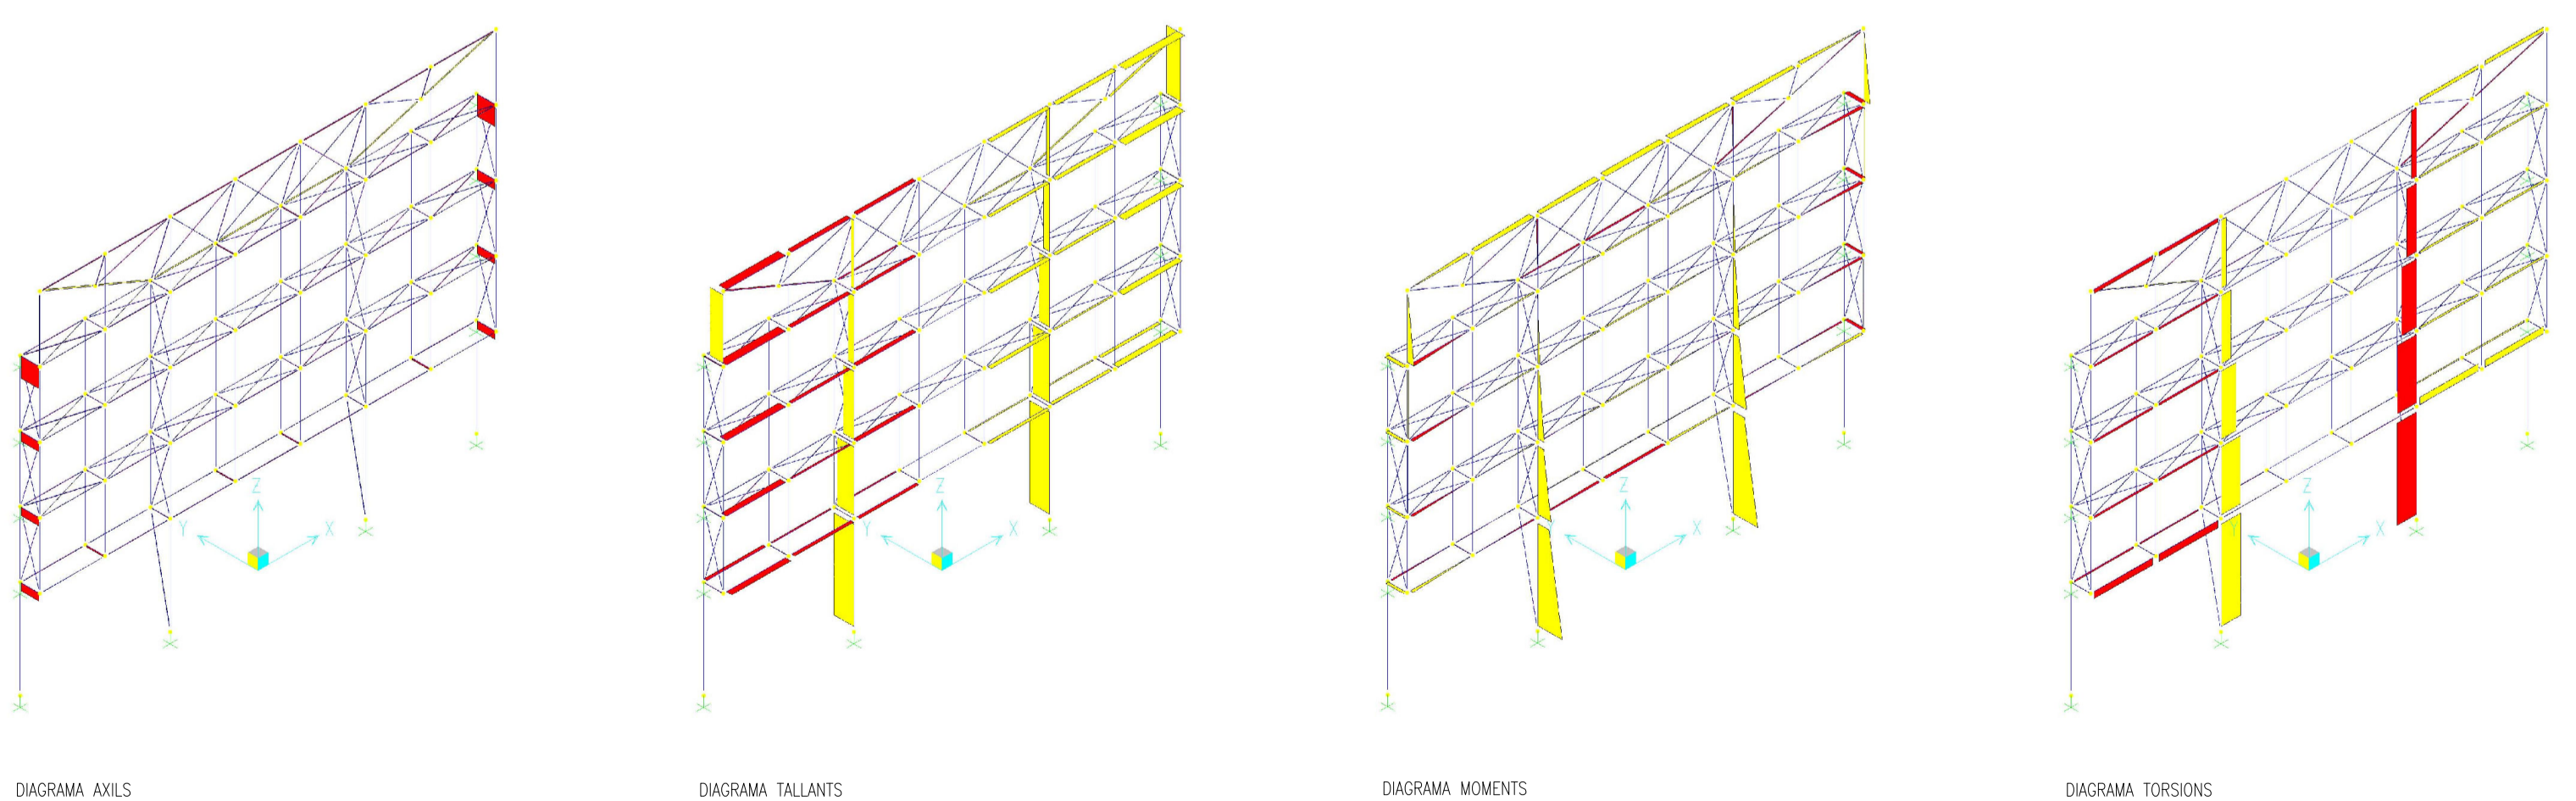 Z
Y
X
Z
X
Z
X
Z
Y
X
DIAGRAMA AXILS
DIAGRAMA TALLANTS
DIAGRAMA MOMENTS
DIAGRAMA TORSIONS